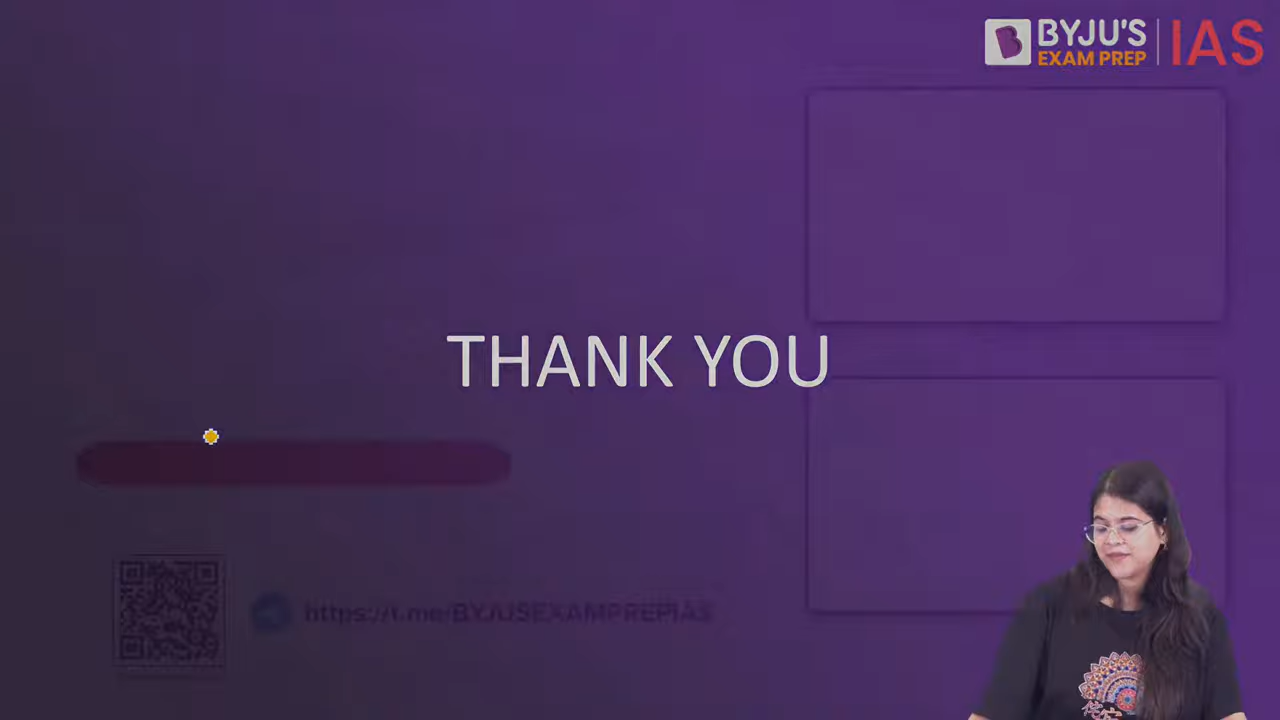 BYJU'S
EXAM PREP
IAS
THANK YOU
https://t.me/BYJUSEXAMPREPIAS